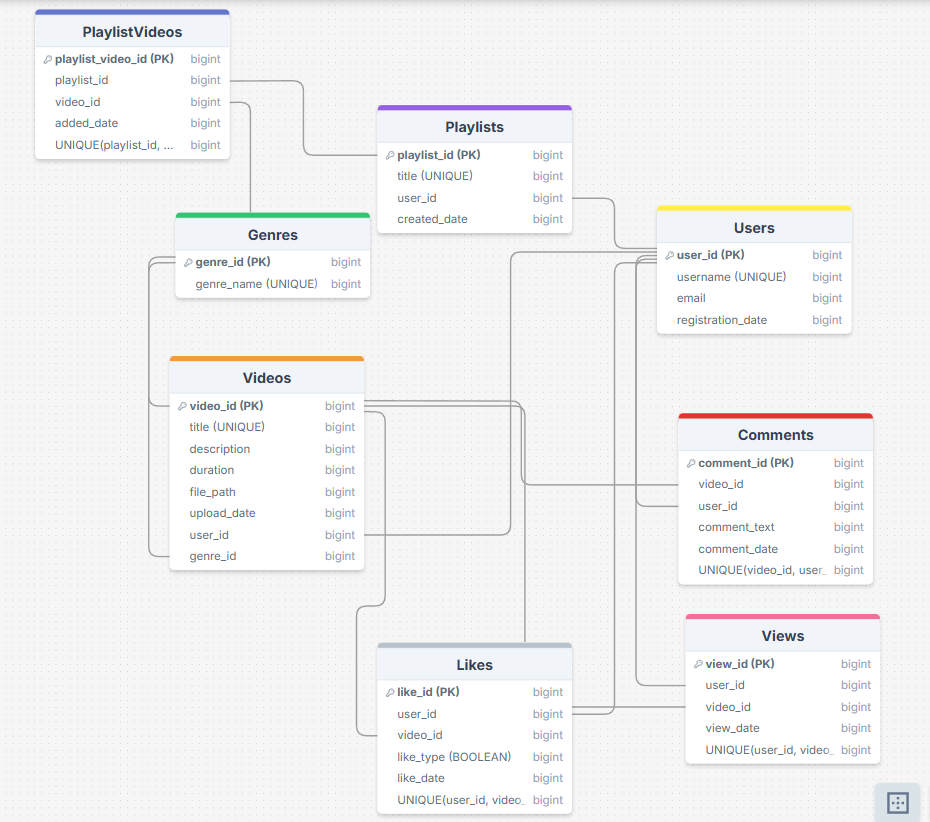 PlaylistVideos
playlist_video_id (PK) bigint
playlist_id bigint
video_id bigint
added_date bigint
UNIQUE(playlist_id, ... bigint
Playlists
playlist_id (PK) bigint
title (UNIQUE) bigint
user_id bigint
created_date bigint
Genres
genre_id (PK) bigint
genre_name (UNIQUE) bigint
Users
user_id (PK) bigint
username (UNIQUE) bigint
email bigint
registration_date bigint
Videos
video_id (PK) bigint
title (UNIQUE) bigint
description bigint
duration bigint
file_path bigint
upload_date bigint
user_id bigint
genre_id bigint
Comments
comment_id (PK) bigint
video_id bigint
user_id bigint
comment_text bigint
comment_date bigint
UNIQUE(video_id, user_ bigint
Likes
like_id (PK) bigint
user_id bigint
video_id bigint
like_type (BOOLEAN) bigint
like_date bigint
UNIQUE(user_id, video_ bigint
Views
view_id (PK) bigint
user_id bigint
video_id bigint
view_date bigint
UNIQUE(user_id, video_ bigint